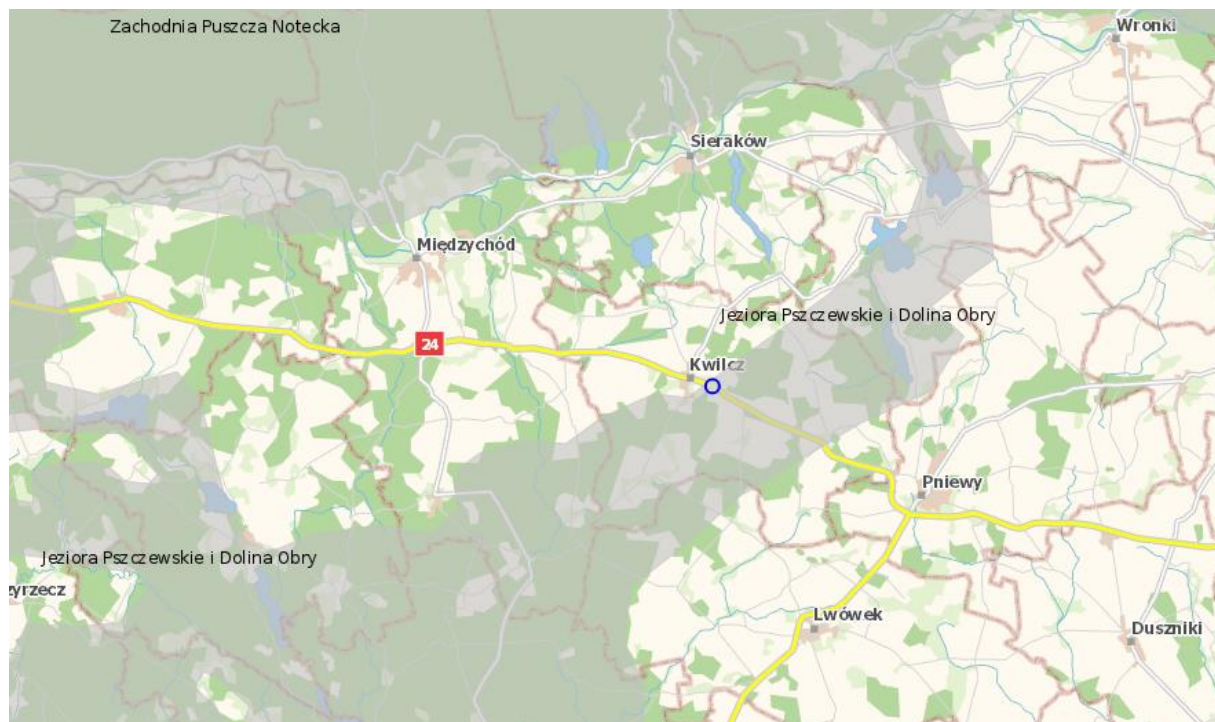 Zachodnia Puszcza Notecka
Wronki
Sieraków
Międzychód
Jeziora Pszczewskie i Dolina Obry
24
Kwilcz
Pniewy
Jeziora Pszczewskie i Dolina Obry
zyrzecz
Lwówek
Duszniki